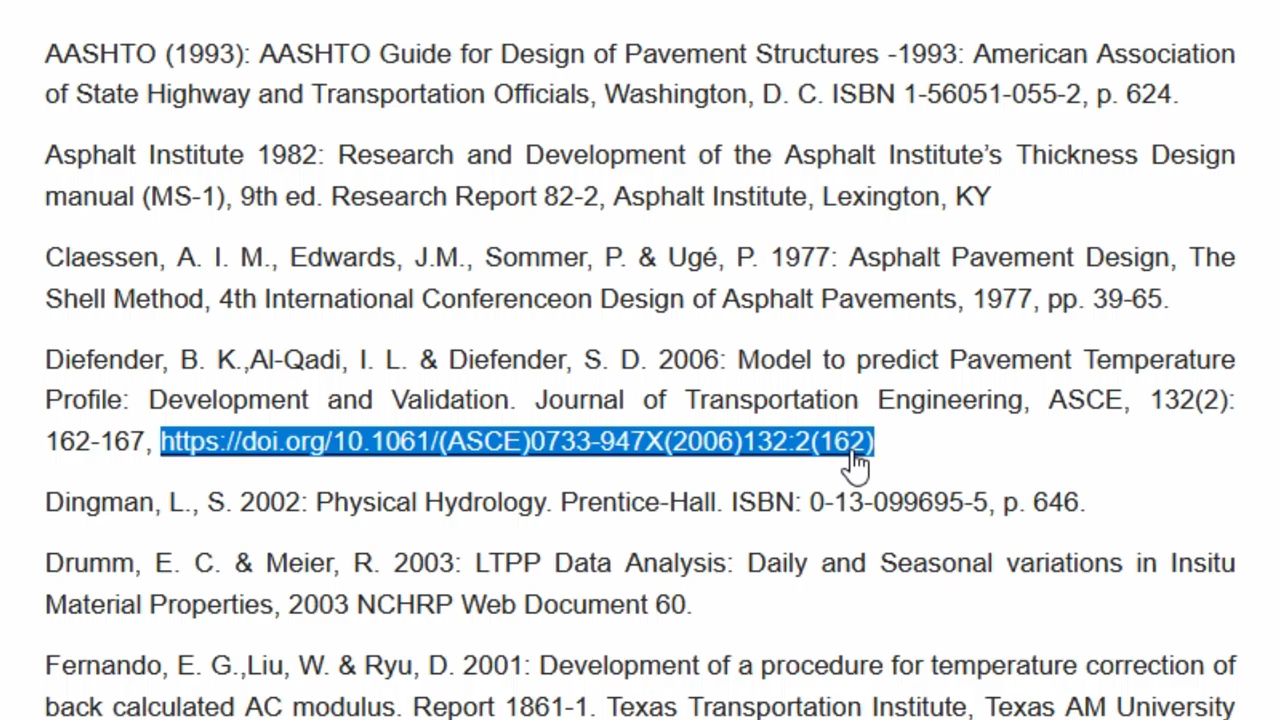 AASHTO (1993): AASHTO Guide for Design of Pavement Structures -1993: American Association
of State Highway and Transportation Officials, Washington, D. C. ISBN 1-56051-055-2, p. 624.
Asphalt Institute 1982: Research and Development of the Asphalt Institute’s Thickness Design
manual (MS-1), 9th ed. Research Report 82-2, Asphalt Institute, Lexington, KY
Claessen, A. I. M., Edwards, J.M., Sommer, P. & Ugé, P. 1977: Asphalt Pavement Design, The
Shell Method, 4th International Conferenceon Design of Asphalt Pavements, 1977, pp. 39-65.
Diefender, B. K.,Al-Qadi, I. L. & Diefender, S. D. 2006: Model to predict Pavement Temperature
Profile: Development and Validation. Journal of Transportation Engineering, ASCE, 132(2):
162-167, https://doi.org/10.1061/(ASCE)0733-947X(2006)132:2(162)
Dingman, L., S. 2002: Physical Hydrology. Prentice-Hall. ISBN: 0-13-099695-5, p. 646.
Drumm, E. C. & Meier, R. 2003: LTPP Data Analysis: Daily and Seasonal variations in Insitu
Material Properties, 2003 NCHRP Web Document 60.
Fernando, E. G.,Liu, W. & Ryu, D. 2001: Development of a procedure for temperature correction of
back calculated AC modulus. Report 1861-1. Texas Transportation Institute, Texas AM University